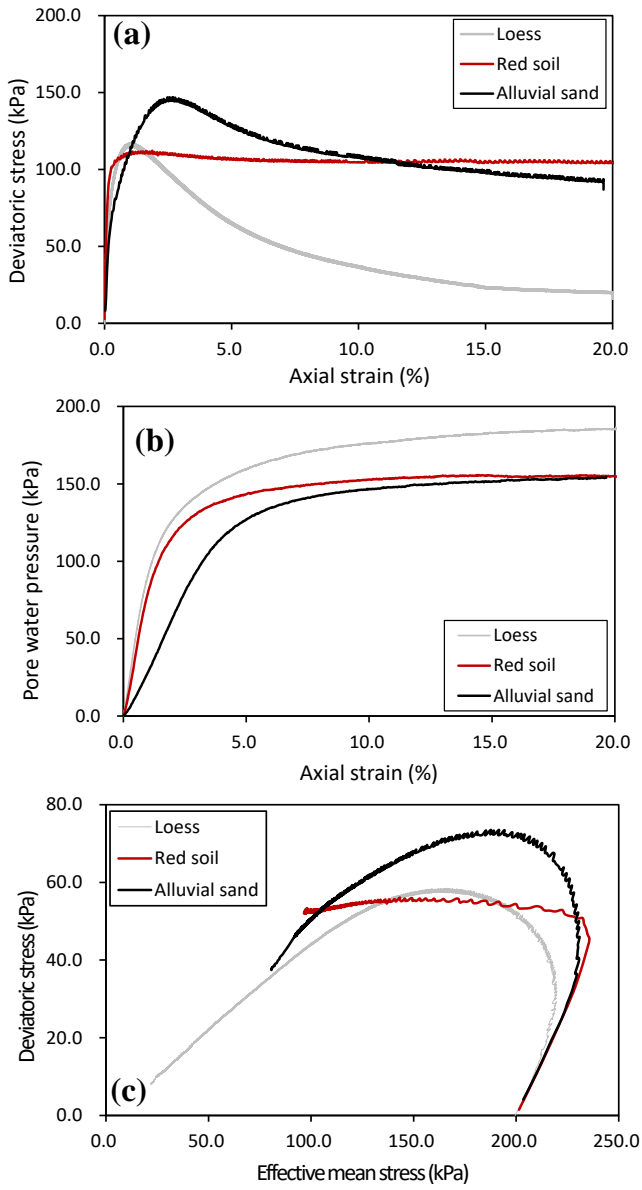 (a)
Loess
Red soil
Alluvial sand
Deviatoric stress (kPa)
200.0
150.0
100.0
50.0
0.0
0.0 5.0 10.0 15.0 20.0
Axial strain (%)
(b)
Loess
Red soil
Alluvial sand
Pore water pressure (kPa)
200.0
150.0
100.0
50.0
0.0
0.0 5.0 10.0 15.0 20.0
Axial strain (%)
Loess
Red soil
Alluvial sand
(c)
Deviatoric stress (kPa)
80.0
60.0
40.0
20.0
0.0
0.0 50.0 100.0 150.0 200.0 250.0
Effective mean stress (kPa)